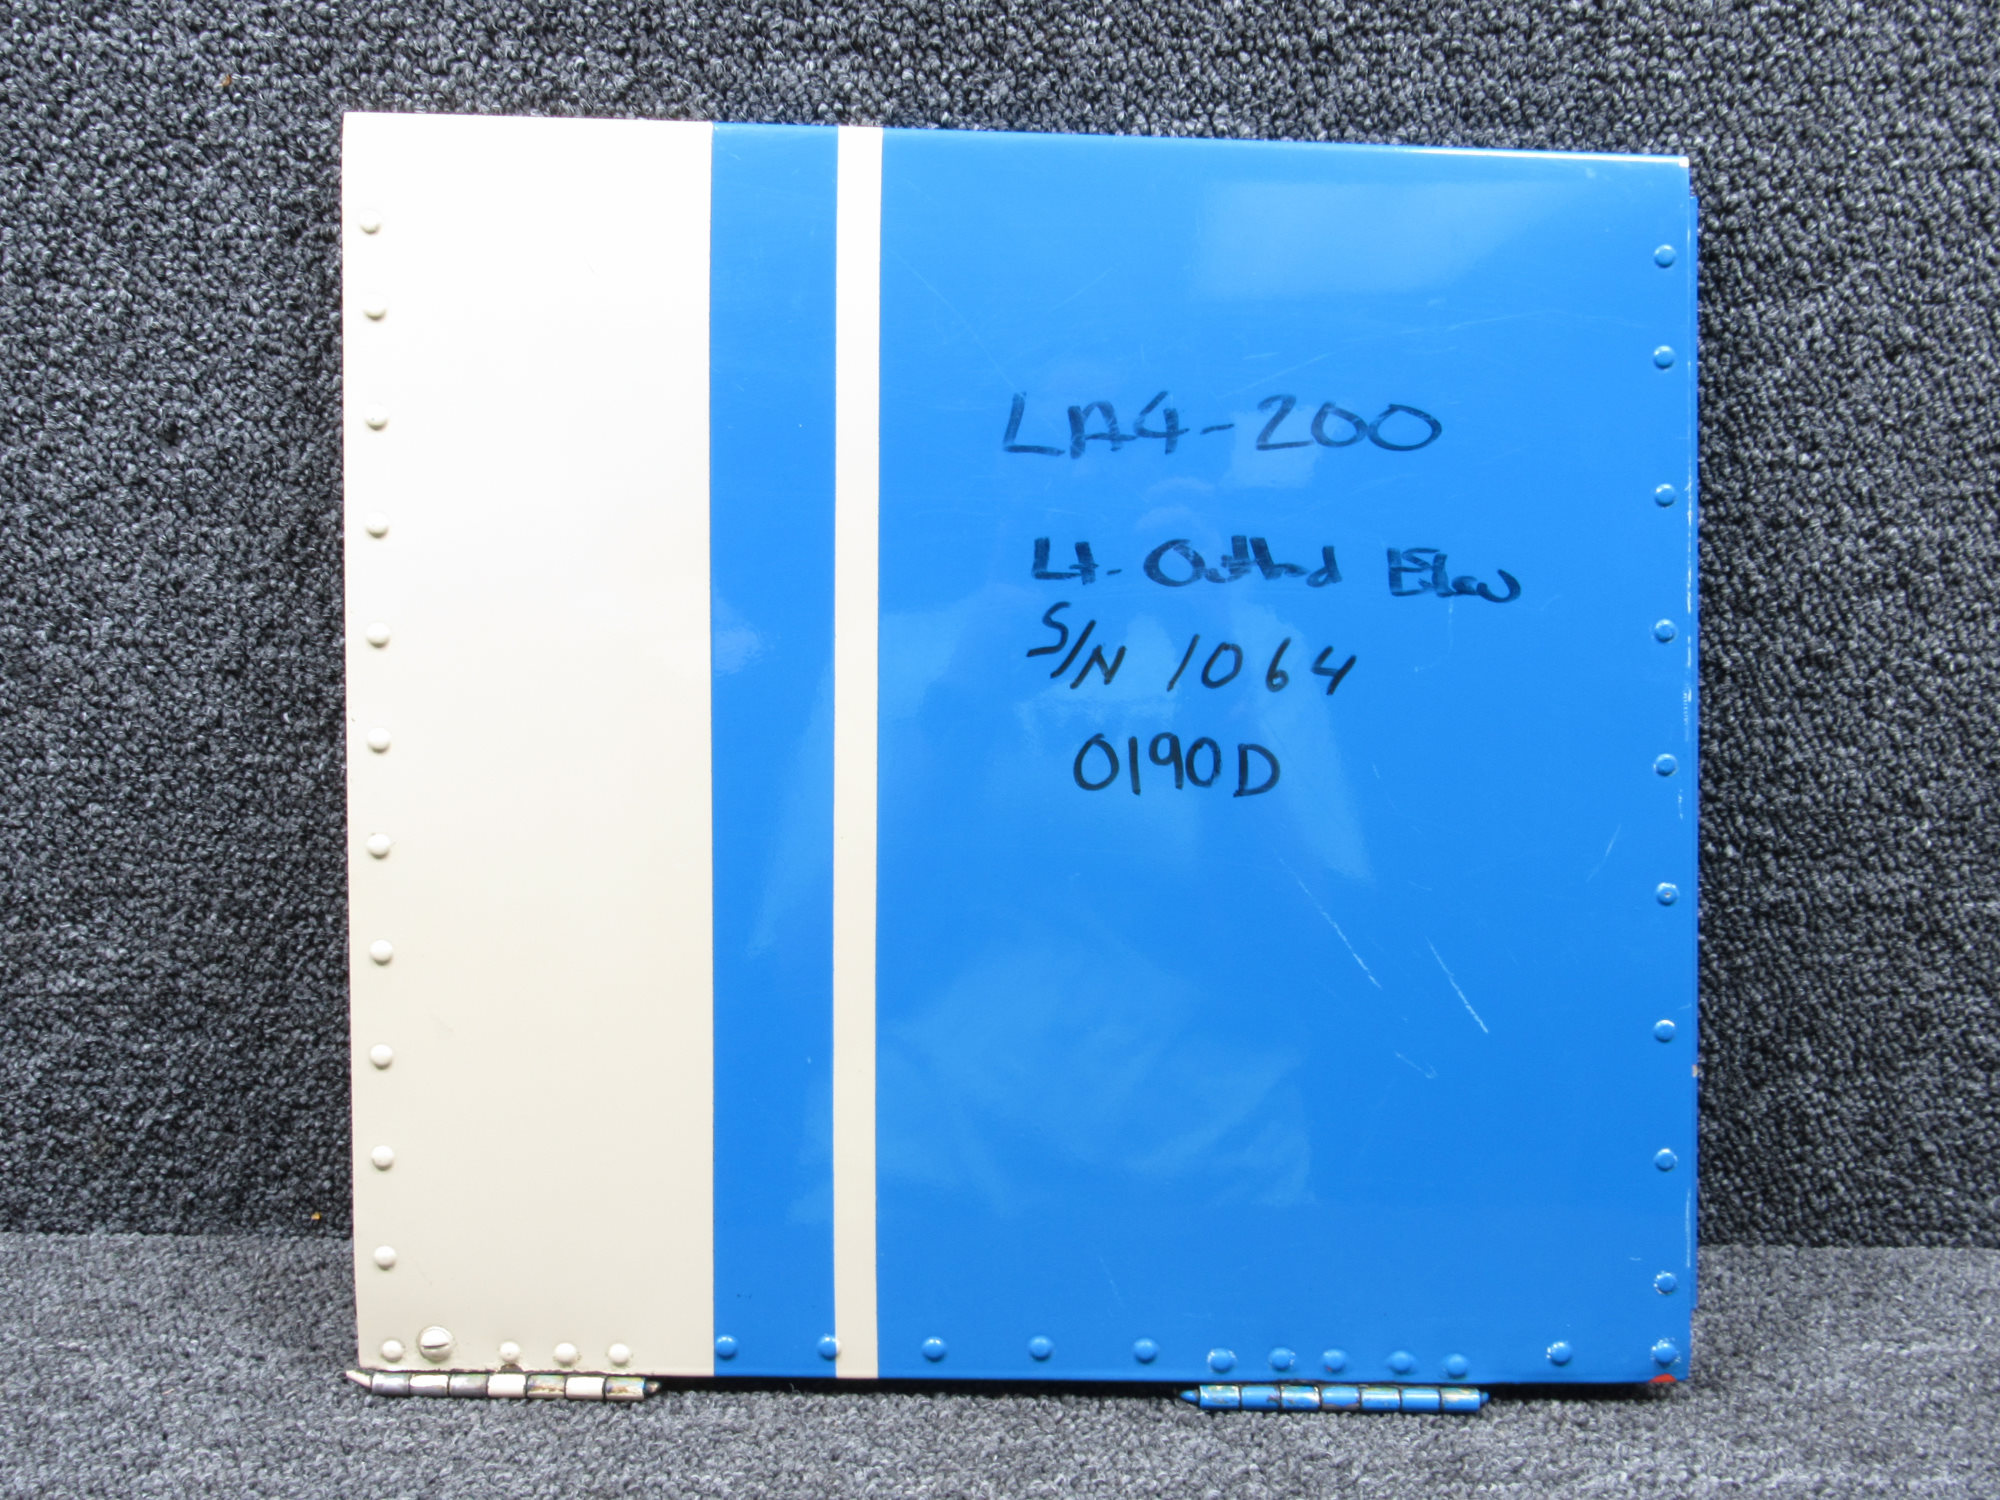 LA4-200
Lt. Outbd Elev
S/N 1064
0190D